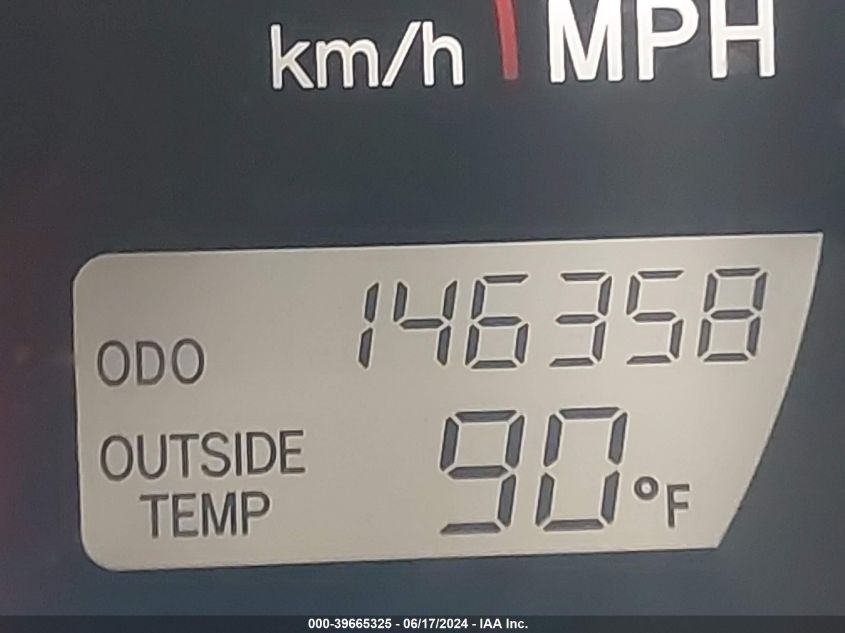 km/h MPH
ODO 146358
OUTSIDE TEMP 90°F
000-39665325 - 06/17/2024 - IAA Inc.